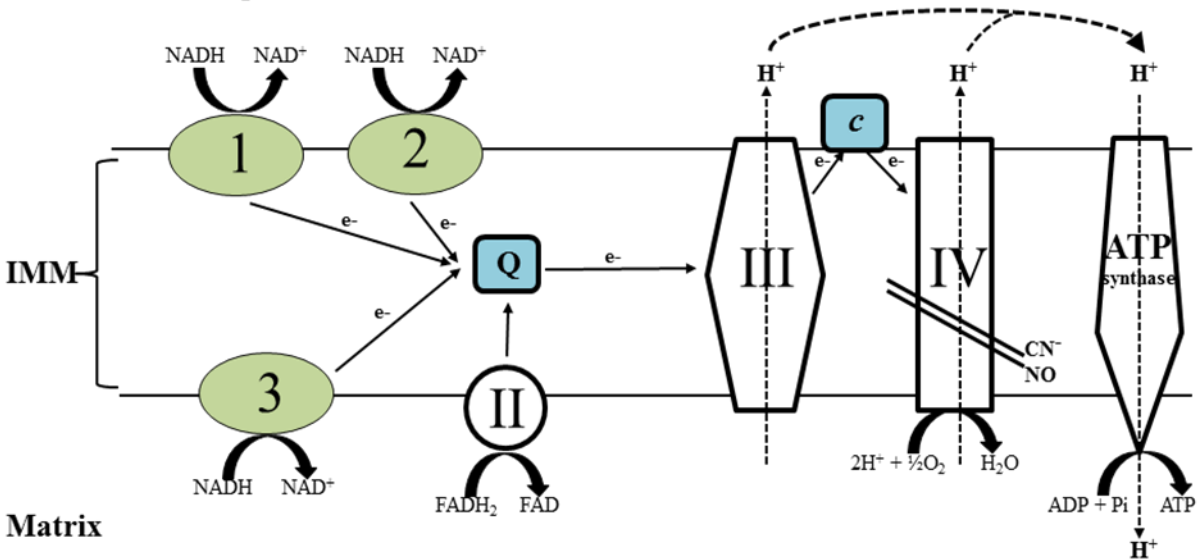 NADH NAD⁺ NADH NAD⁺
H⁺ H⁺ H⁺
1 2
c
e- e-
e- e-
IMM
Q
e-
III
IV
ATP
synthase
e-
CN⁻
NO
3
II
2H⁺ + ½O₂ H₂O
NADH NAD⁺
FADH₂ FAD
ADP + Pi ATP
Matrix
H⁺